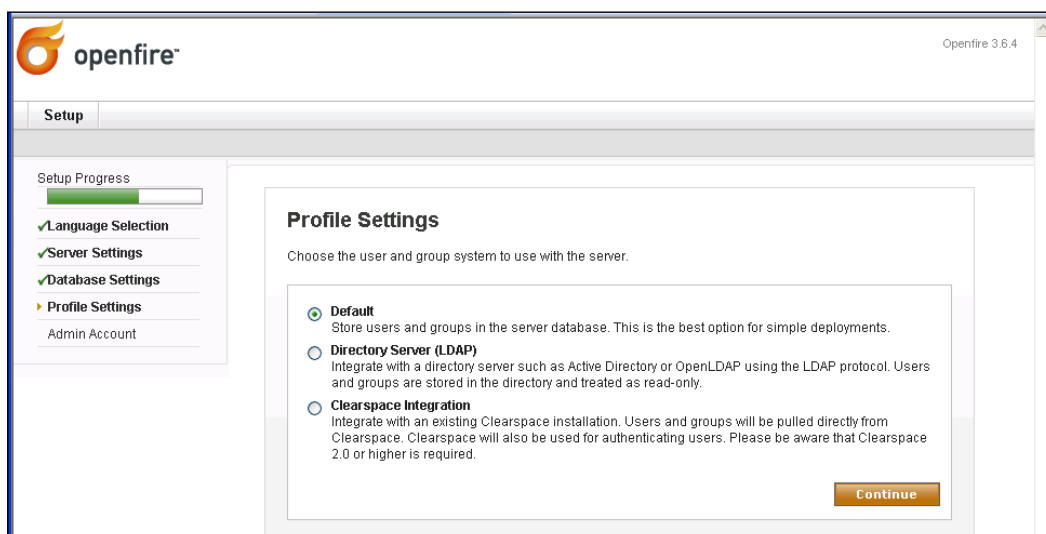 openfire™
Openfire 3.6.4
Setup
Setup Progress
Language Selection
Server Settings
Database Settings
Profile Settings
Admin Account
Profile Settings
Choose the user and group system to use with the server.
Default
Store users and groups in the server database. This is the best option for simple deployments.
Directory Server (LDAP)
Integrate with a directory server such as Active Directory or OpenLDAP using the LDAP protocol. Users
and groups are stored in the directory and treated as read-only.
Clearspace Integration
Integrate with an existing Clearspace installation. Users and groups will be pulled directly from
Clearspace. Clearspace will also be used for authenticating users. Please be aware that Clearspace
2.0 or higher is required.
Continue